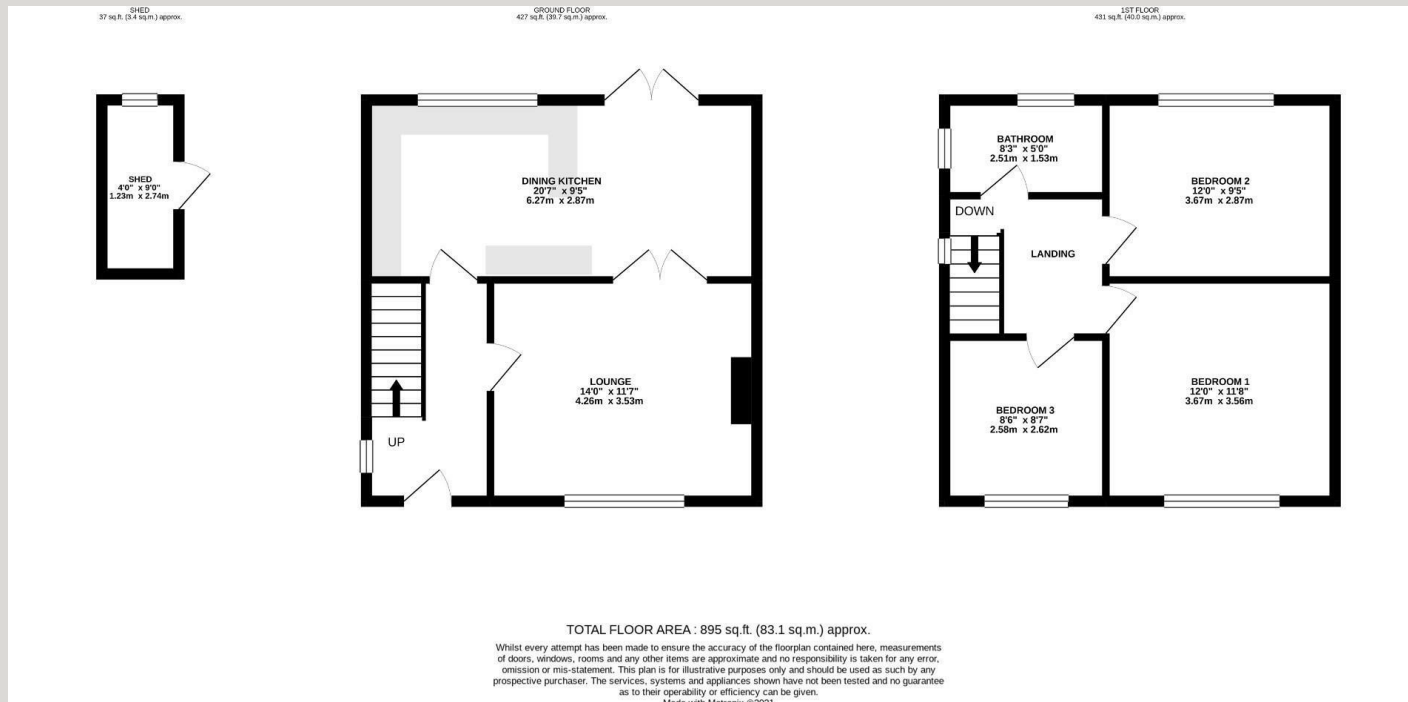 SHED
37 sq.ft. (3.4 sq.m.) approx.
GROUND FLOOR
427 sq.ft. (39.7 sq.m.) approx.
1ST FLOOR
431 sq.ft. (40.0 sq.m.) approx.
SHED
4'0" x 9'0"
1.23m x 2.74m
DINING KITCHEN
20'7" x 9'5"
6.27m x 2.87m
LOUNGE
14'0" x 11'7"
4.26m x 3.53m
UP
BATHROOM
8'3" x 5'0"
2.51m x 1.53m
BEDROOM 2
12'0" x 9'5"
3.67m x 2.87m
DOWN
LANDING
BEDROOM 1
12'0" x 11'8"
3.67m x 3.56m
BEDROOM 3
8'6" x 8'7"
2.58m x 2.62m
TOTAL FLOOR AREA : 895 sq.ft. (83.1 sq.m.) approx.
Whilst every attempt has been made to ensure the accuracy of the floorplan contained here, measurements
of doors, windows, rooms and any other items are approximate and no responsibility is taken for any error,
omission or mis-statement. This plan is for illustrative purposes only and should be used as such by any
prospective purchaser. The services, systems and appliances shown have not been tested and no guarantee
as to their operability or efficiency can be given.
Made with Metropix ©2021